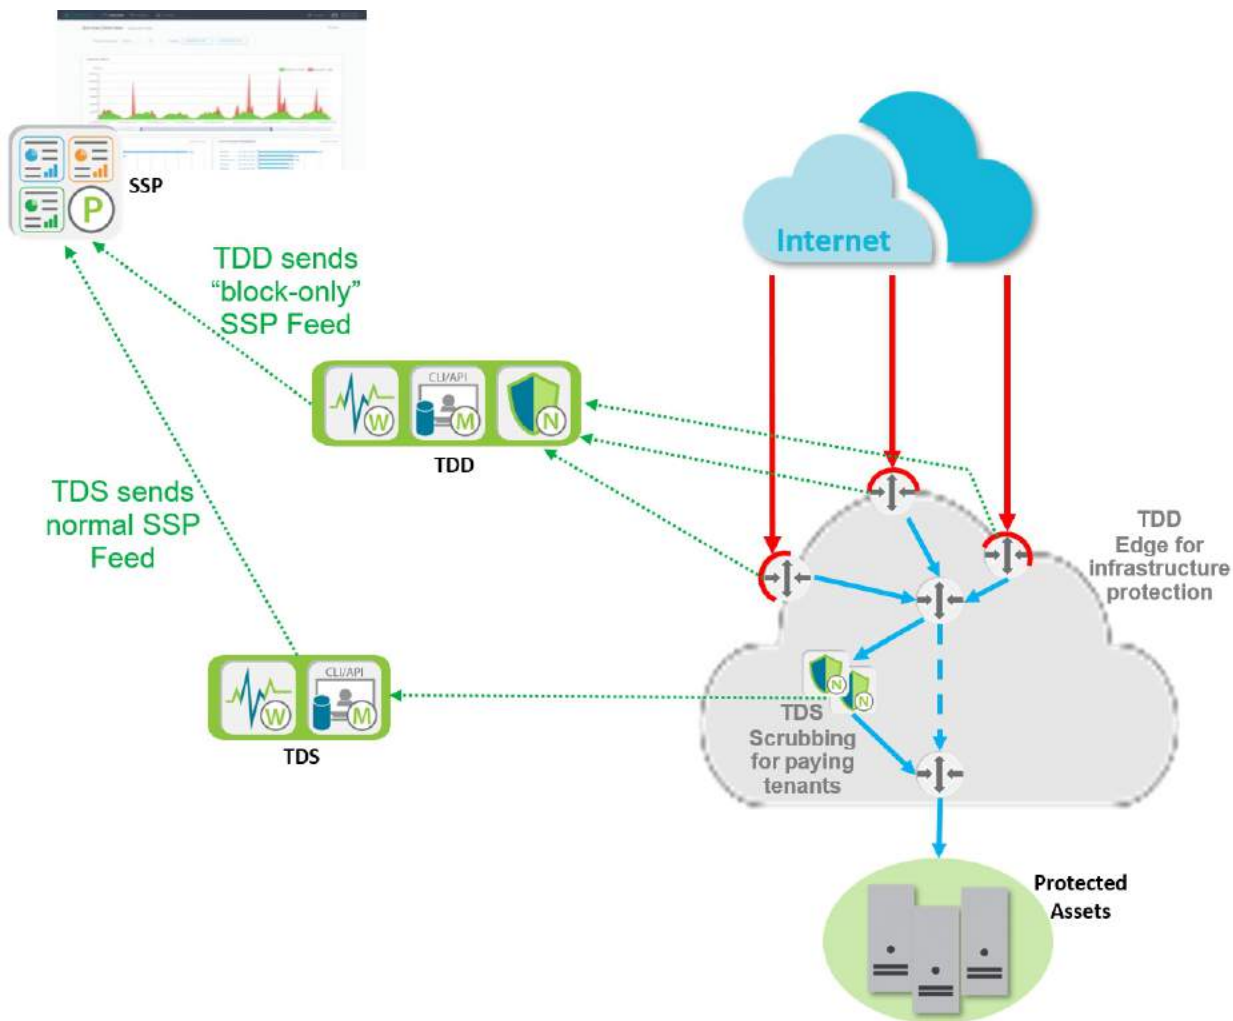 SSP
P
Internet
TDD sends
“block-only”
SSP Feed
CLI/API
W
M
N
TDD
TDS sends
normal SSP
Feed
TDD
Edge for
infrastructure
protection
CLI/API
W
M
TDS
N
N
TDS
Scrubbing
for paying
tenants
Protected
Assets